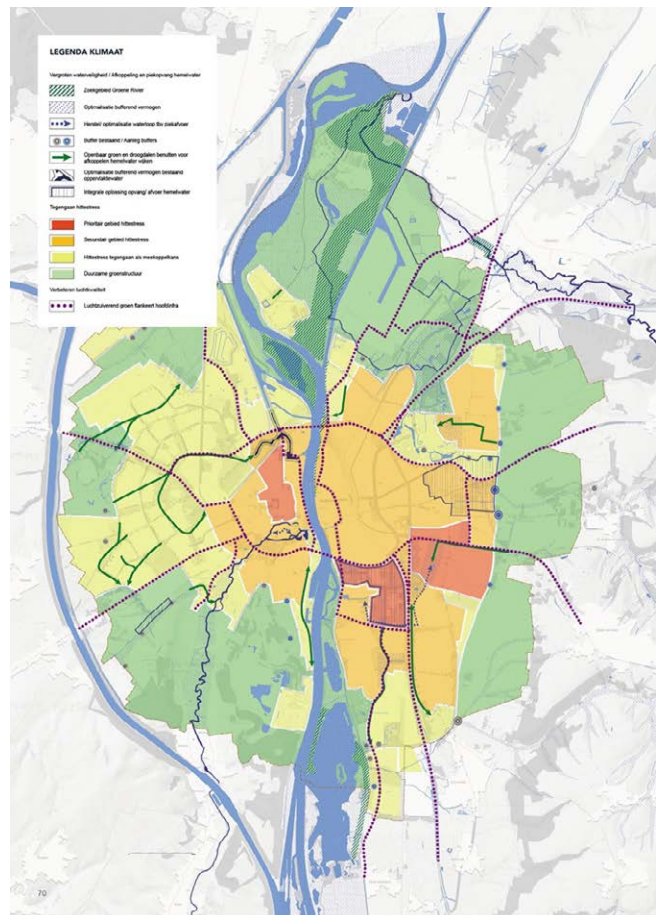 LEGENDA KLIMAAT
Vergroten waterveiligheid / Afkoppeling en piekopvang hemelwater
Zoekgebied Groene Rivier
Optimalisatie bufferend vermogen
Herstel/ optimalisatie waterloop tbv piekafvoer
Buffer bestaand / Aanleg buffers
Openbaar groen en droogdalen benutten voor
afkoppelen hemelwater wijken
Optimalisatie bufferend vermogen bestaand
oppervlaktewater
Integrale oplossing opvang/ afvoer hemelwater
Tegengaan hittestress
Prioritair gebied hittestress
Secundair gebied hittestress
Hittestress tegengaan als meekoppelkans
Duurzame groenstructuur
Verbeteren luchtkwaliteit
Luchtzuiverend groen flankeert hoofdinfra
70